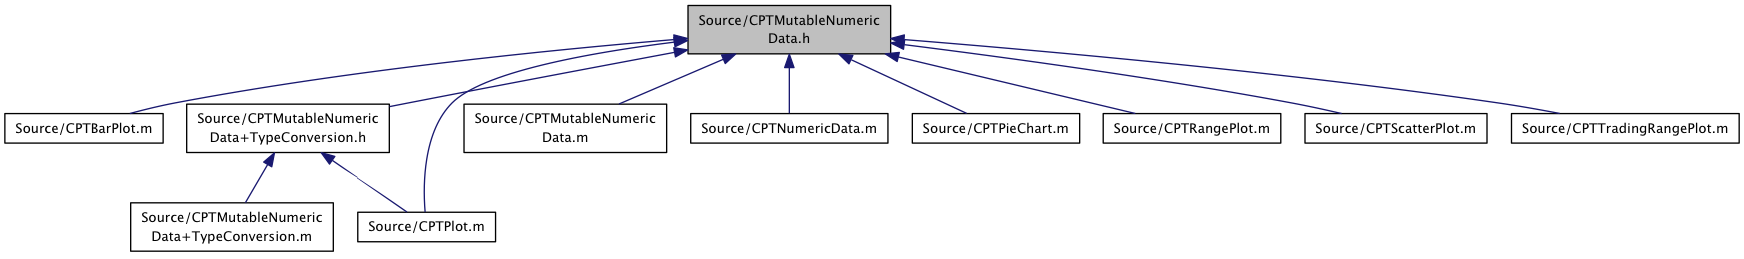 Source/CPTMutableNumeric
Data.h
Source/CPTBarPlot.m
Source/CPTMutableNumeric
Data+TypeConversion.h
Source/CPTMutableNumeric
Data.m
Source/CPTNumericData.m
Source/CPTPieChart.m
Source/CPTRangePlot.m
Source/CPTScatterPlot.m
Source/CPTTradingRangePlot.m
Source/CPTMutableNumeric
Data+TypeConversion.m
Source/CPTPlot.m